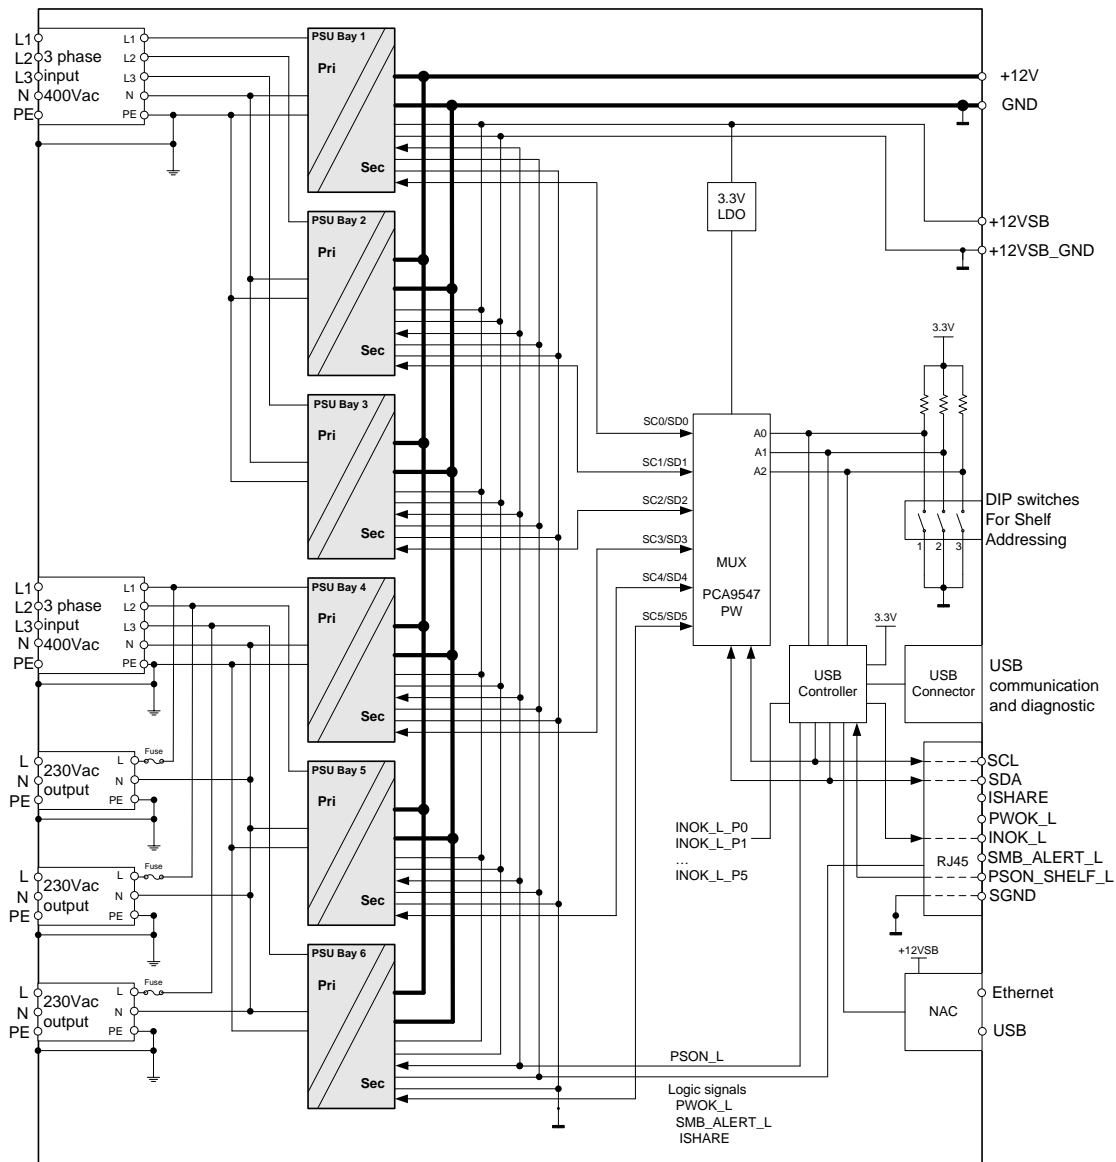 L1
L2
L3
N
PE
3 phase
input
400Vac
L1
L2
L3
N
PE
PSU Bay 1
Pri
Sec
+12V
GND
3.3V
LDO
+12VSB
+12VSB_GND
PSU Bay 2
Pri
Sec
3.3V
PSU Bay 3
Pri
Sec
SC0/SD0
SC1/SD1
SC2/SD2
SC3/SD3
SC4/SD4
SC5/SD5
MUX
PCA9547
PW
A0
A1
A2
1
2
3
DIP switches
For Shelf
Addressing
L1
L2
L3
N
PE
3 phase
input
400Vac
L1
L2
L3
N
PE
PSU Bay 4
Pri
Sec
3.3V
USB
Controller
USB
Connector
USB
communication
and diagnostic
L
N
PE
230Vac
output
L
N
PE
Fuse
PSU Bay 5
Pri
Sec
INOK_L_P0
INOK_L_P1
...
INOK_L_P5
RJ45
SCL
SDA
ISHARE
PWOK_L
INOK_L
SMB_ALERT_L
PSON_SHELF_L
SGND
L
N
PE
230Vac
output
L
N
PE
Fuse
PSU Bay 6
Pri
Sec
+12VSB
NAC
Ethernet
USB
L
N
PE
230Vac
output
L
N
PE
Fuse
PSON_L
Logic signals
PWOK_L
SMB_ALERT_L
ISHARE